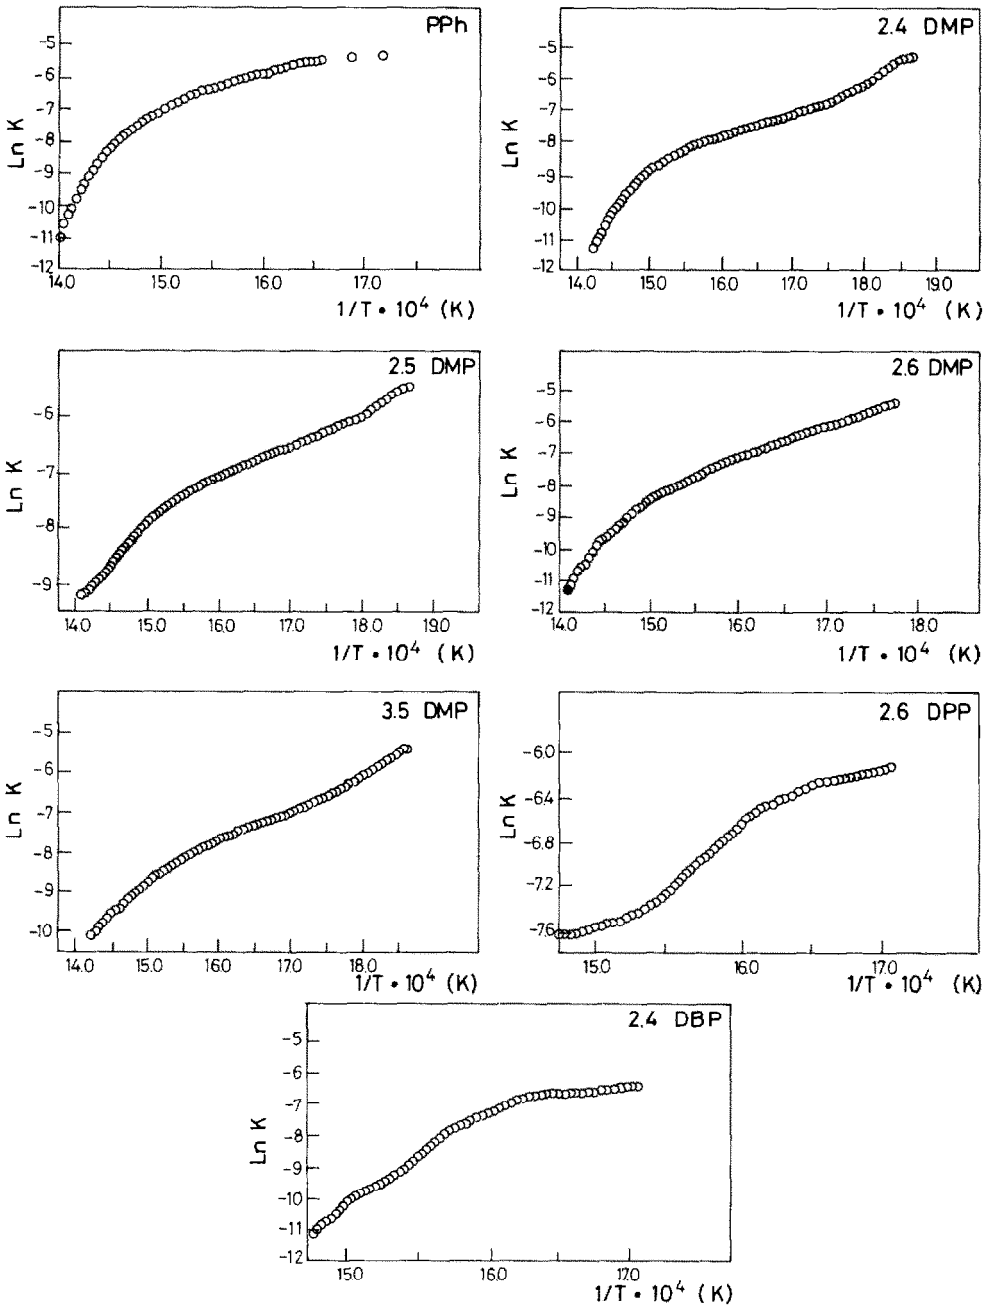 PPh
Ln K
-5
-6
-7
-8
-9
-10
-11
-12
14.0 15.0 16.0 17.0
1/T • 10⁴ (K)
2.4 DMP
Ln K
-5
-6
-7
-8
-9
-10
-11
-12
14.0 15.0 16.0 17.0 18.0 19.0
1/T • 10⁴ (K)
2.5 DMP
Ln K
-6
-7
-8
-9
14.0 15.0 16.0 17.0 18.0 19.0
1/T • 10⁴ (K)
2.6 DMP
Ln K
-5
-6
-7
-8
-9
-10
-11
-12
14.0 15.0 16.0 17.0 18.0
1/T • 10⁴ (K)
3.5 DMP
Ln K
-5
-6
-7
-8
-9
-10
14.0 15.0 16.0 17.0 18.0
1/T • 10⁴ (K)
2.6 DPP
Ln K
-6.0
-6.4
-6.8
-7.2
-7.6
15.0 16.0 17.0
1/T • 10⁴ (K)
2.4 DBP
Ln K
-5
-6
-7
-8
-9
-10
-11
-12
15.0 16.0 17.0
1/T • 10⁴ (K)